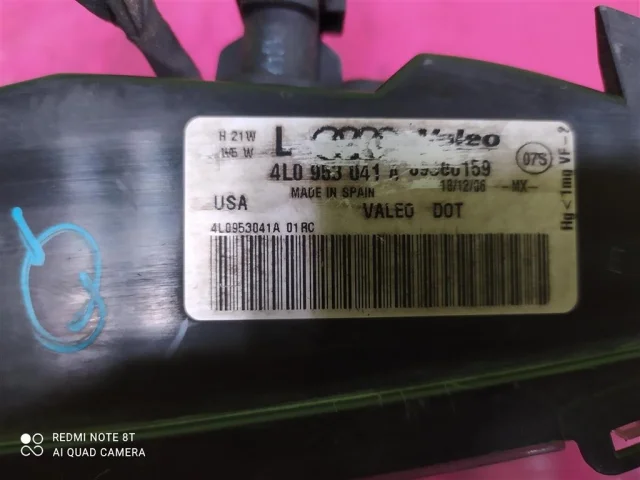 H 21W L Valeo
W
4L0 953 041 A 159 075
MADE IN SPAIN 18/12/06 -MX-
USA VALEO DOT
4L0953041A 01RC
Hg<1mg VF-2
REDMI NOTE 8T
AI QUAD CAMERA